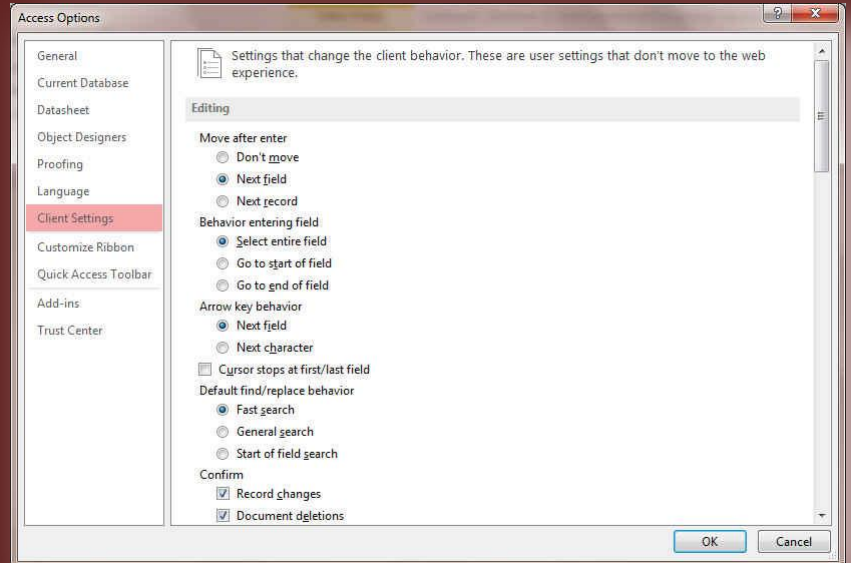 Access Options
General
Current Database
Datasheet
Object Designers
Proofing
Language
Client Settings
Customize Ribbon
Quick Access Toolbar
Add-ins
Trust Center
Settings that change the client behavior. These are user settings that don't move to the web
experience.
Editing
Move after enter
Don't move
Next field
Next record
Behavior entering field
Select entire field
Go to start of field
Go to end of field
Arrow key behavior
Next field
Next character
Cursor stops at first/last field
Default find/replace behavior
Fast search
General search
Start of field search
Confirm
Record changes
Document deletions
OK
Cancel